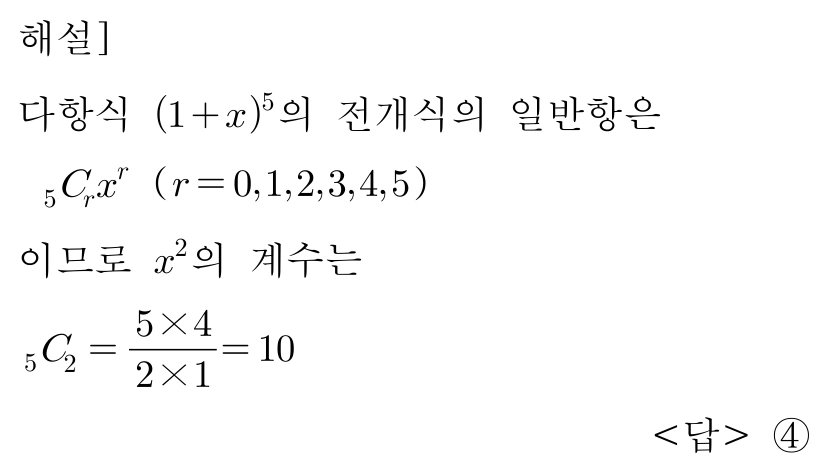 해설]
다항식 (1+x)⁵의 전개식의 일반항은
₅Cᵣxʳ (r=0,1,2,3,4,5)
이므로 x²의 계수는
₅C₂ = (5×4)/(2×1) = 10
<답> ④